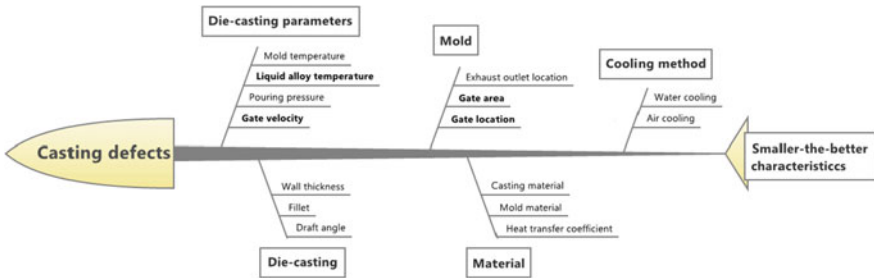 Die-casting parameters
Mold temperature
Liquid alloy temperature
Pouring pressure
Gate velocity
Mold
Exhaust outlet location
Gate area
Gate location
Cooling method
Water cooling
Air cooling
Casting defects
Smaller-the-better
characteristiccs
Wall thickness
Fillet
Draft angle
Die-casting
Casting material
Mold material
Heat transfer coefficient
Material